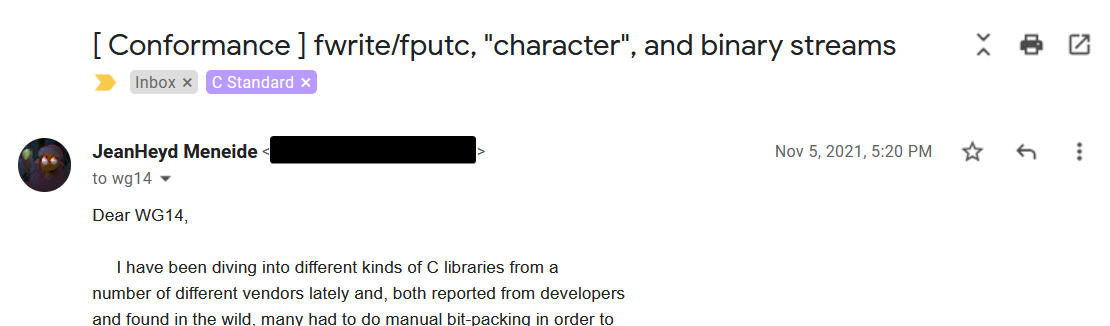 [ Conformance ] fwrite/fputc, "character", and binary streams
Inbox × C Standard ×
JeanHeyd Meneide < > Nov 5, 2021, 5:20 PM
to wg14
Dear WG14,
I have been diving into different kinds of C libraries from a
number of different vendors lately and, both reported from developers
and found in the wild, many had to do manual bit-packing in order to